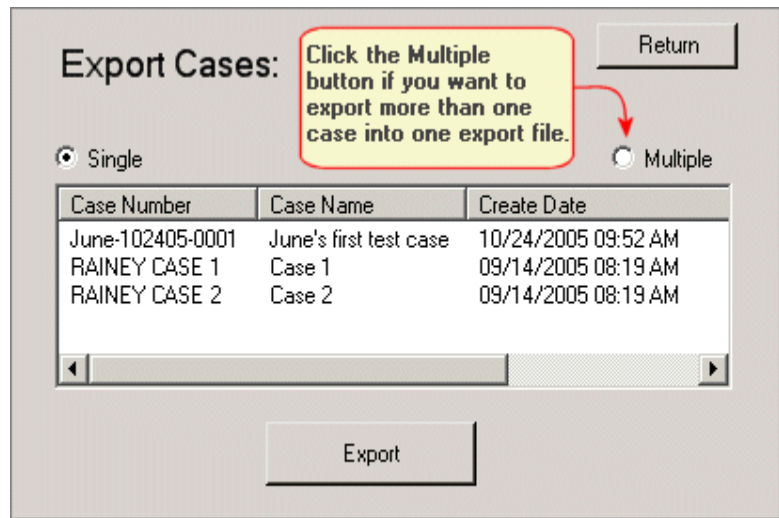 Export Cases:
Click the Multiple
button if you want to
export more than one
case into one export file.
Return
Single
Multiple
Case Number Case Name Create Date
June-102405-0001 June's first test case 10/24/2005 09:52 AM
RAINEY CASE 1 Case 1 09/14/2005 08:19 AM
RAINEY CASE 2 Case 2 09/14/2005 08:19 AM
Export